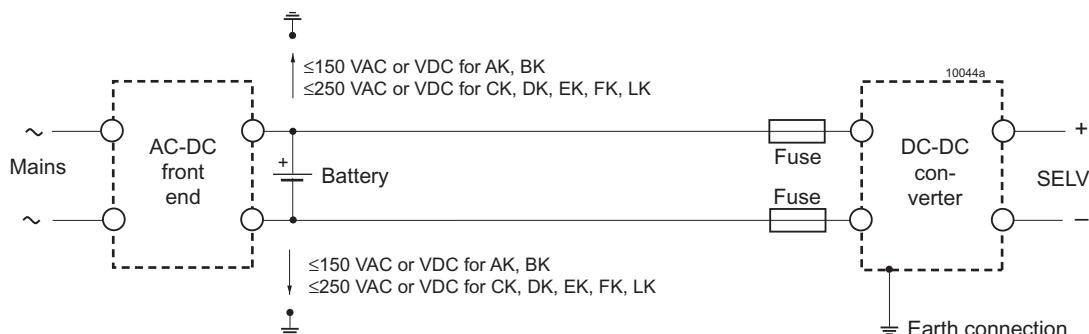 ≤150 VAC or VDC for AK, BK
≤250 VAC or VDC for CK, DK, EK, FK, LK
10044a
~
Mains
~
AC-DC
front
end
+
Battery
Fuse
Fuse
DC-DC
con-
verter
+
SELV
–
≤150 VAC or VDC for AK, BK
≤250 VAC or VDC for CK, DK, EK, FK, LK
Earth connection